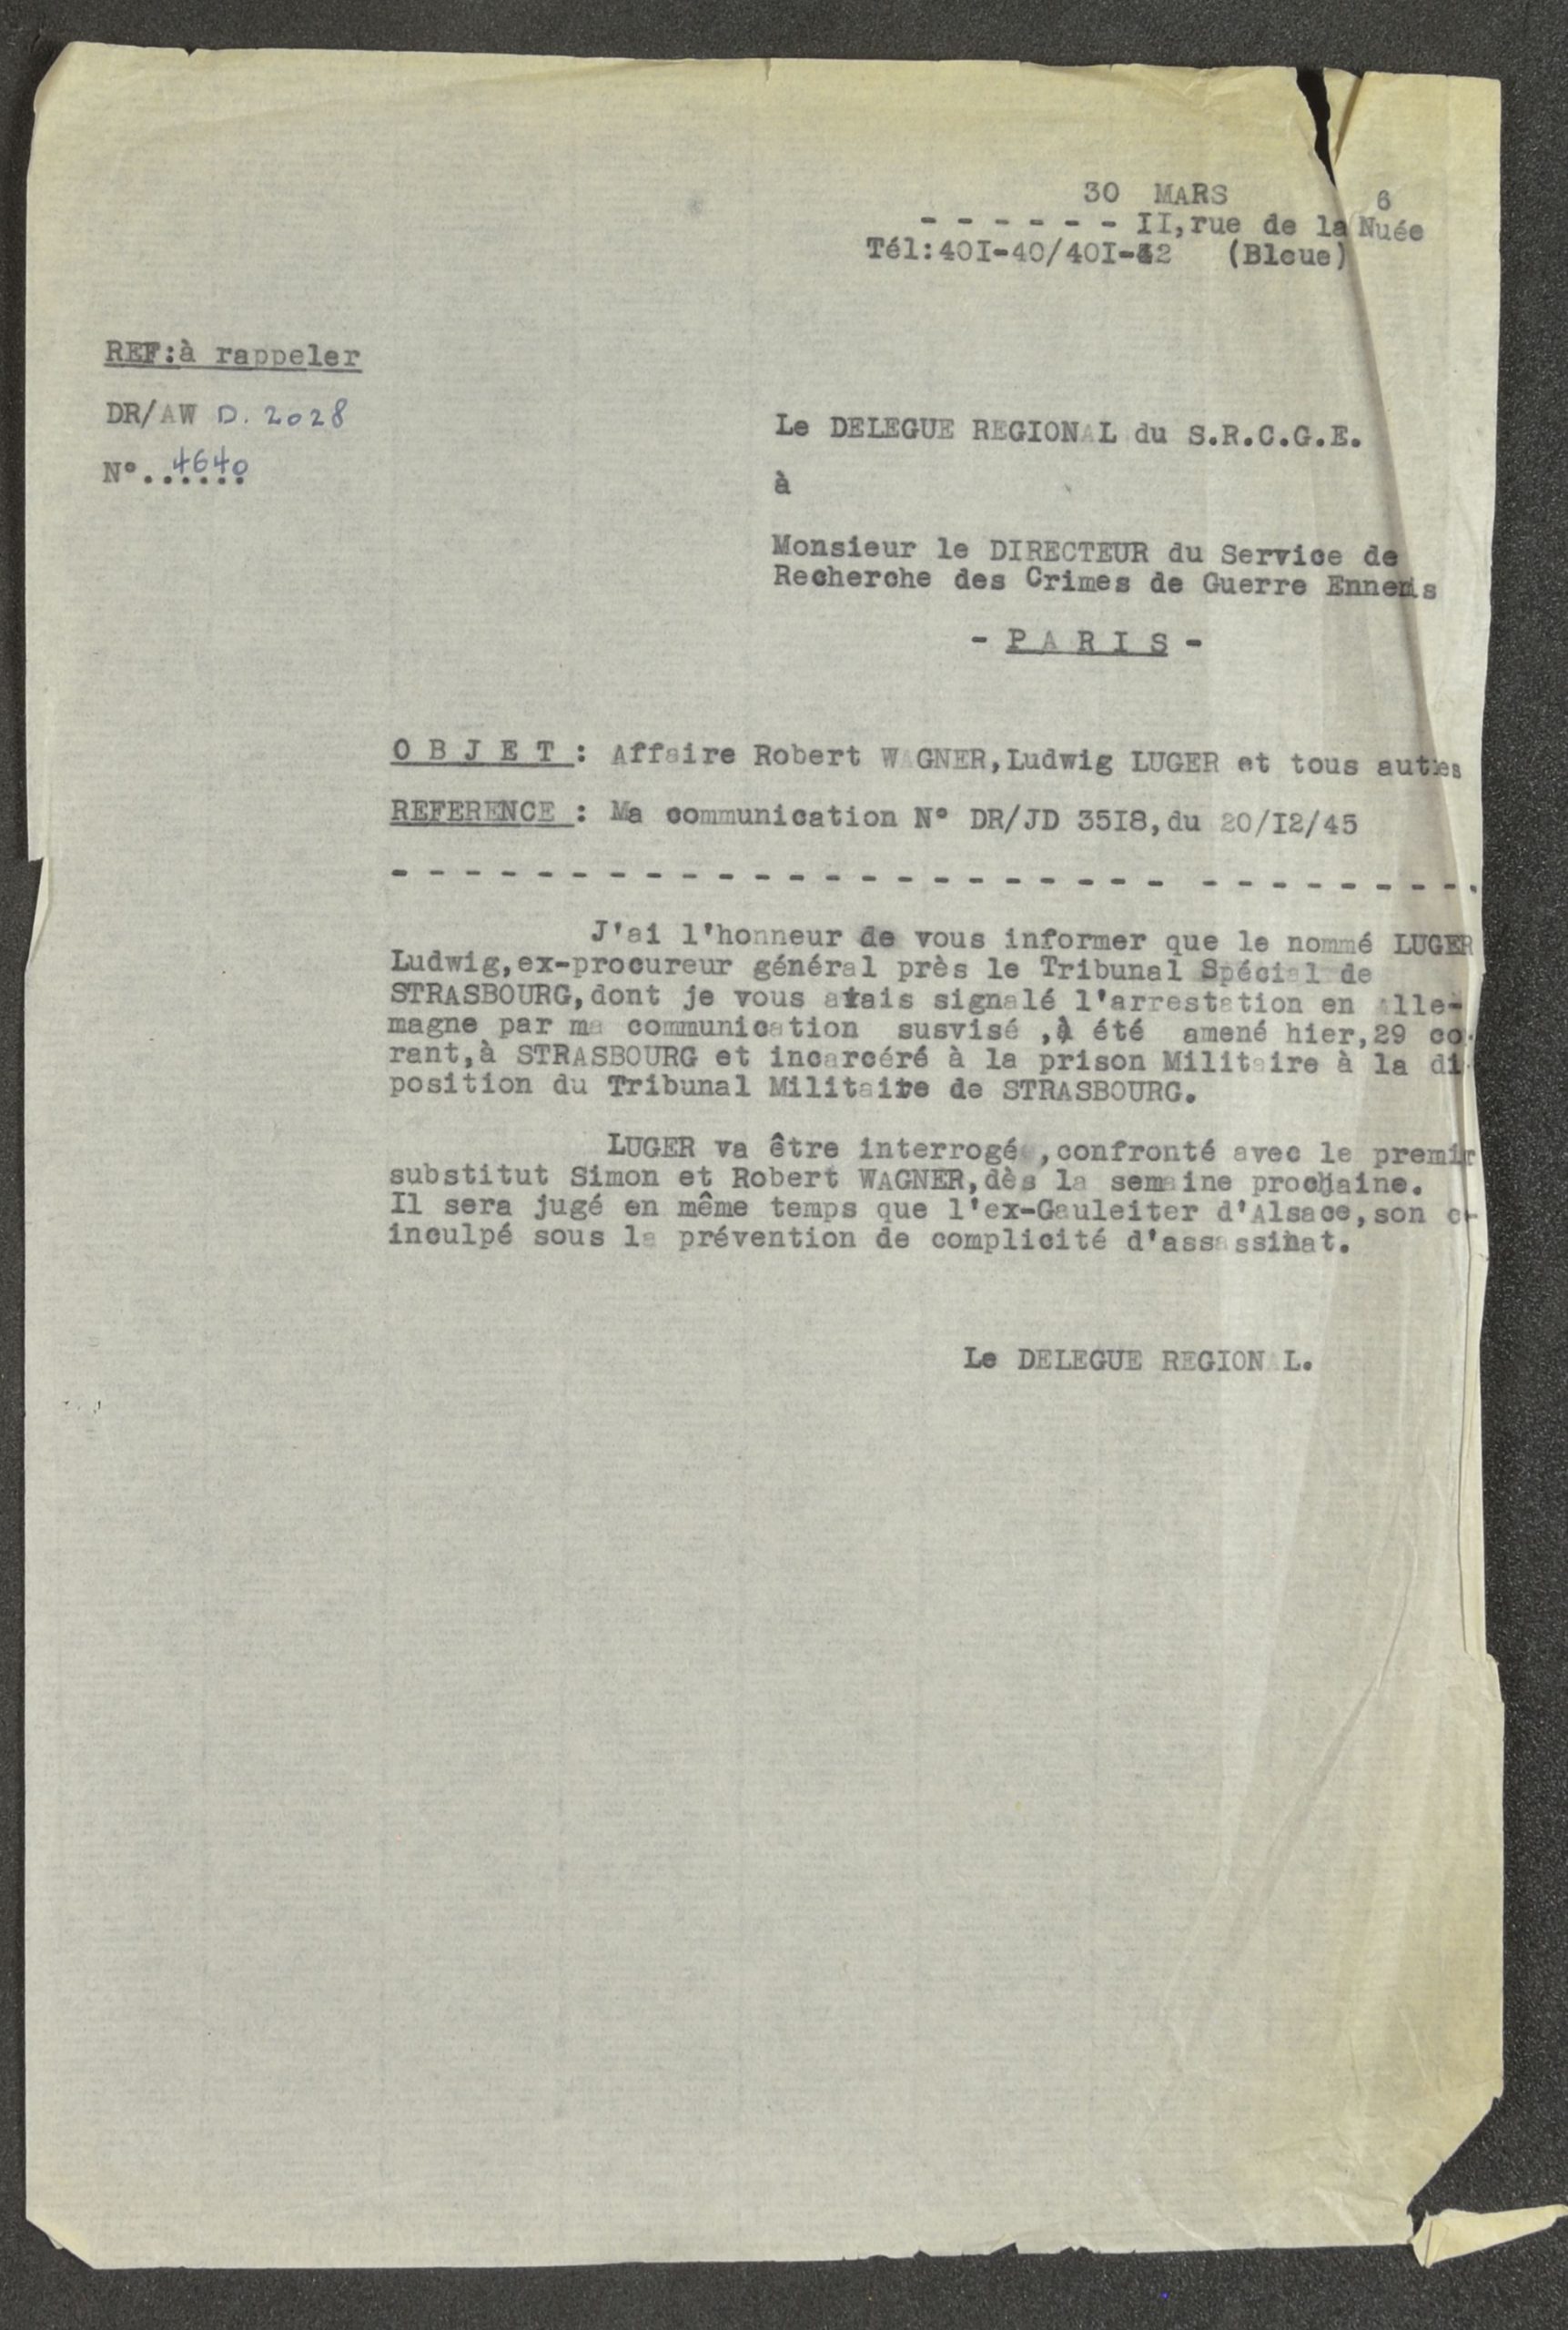 30 MARS 6
- - - - - - II,rue de la Nuée
Tél:40I-40/40I-42 (Bleue)
REF:à rappeler
DR/AW D. 2028
N°.4640
Le DELEGUE REGIONAL du S.R.C.G.E.
à
Monsieur le DIRECTEUR du Service de
Recherche des Crimes de Guerre Ennemis
- P A R I S -
O B J E T : Affaire Robert WAGNER,Ludwig LUGER et tous autres
REFERENCE : Ma communication N° DR/JD 35I8,du 20/I2/45
- - - - - - - - - - - - - - - - - - - - - - - - - - - - -
J'ai l'honneur de vous informer que le nommé LUGER
Ludwig,ex-procureur général près le Tribunal Spécial de
STRASBOURG,dont je vous avais signalé l'arrestation en Alle-
magne par ma communication susvisé ,à été amené hier,29 co
rant,à STRASBOURG et incarcéré à la prison Militaire à la di
position du Tribunal Militaire de STRASBOURG.
LUGER va être interrogé ,confronté avec le premir
substitut Simon et Robert WAGNER,dès la semaine prochaine.
Il sera jugé en même temps que l'ex-Gauleiter d'Alsace,son c-
inculpé sous la prévention de complicité d'assassinat.
Le DELEGUE REGIONAL.